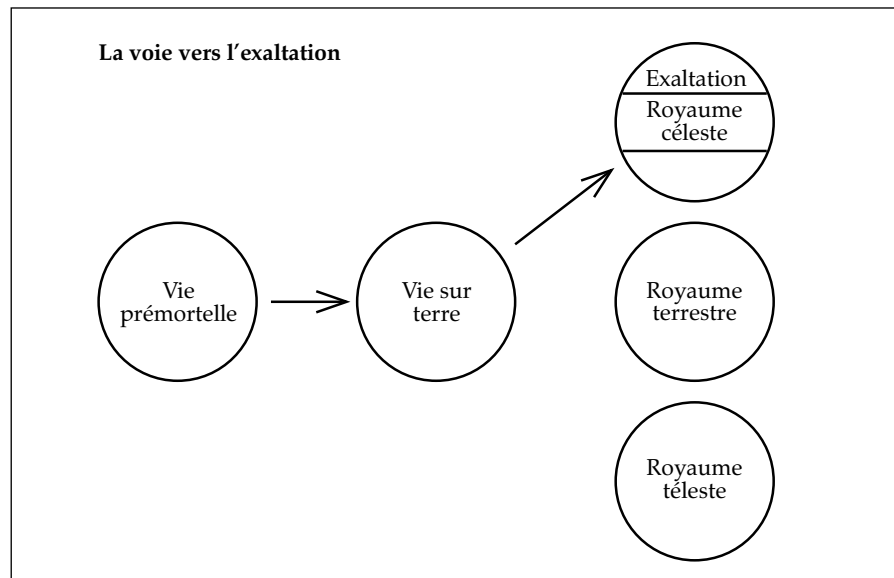 La voie vers l’exaltation
Exaltation
Royaume
céleste
Vie
prémortelle
Vie sur
terre
Royaume
terrestre
Royaume
téleste